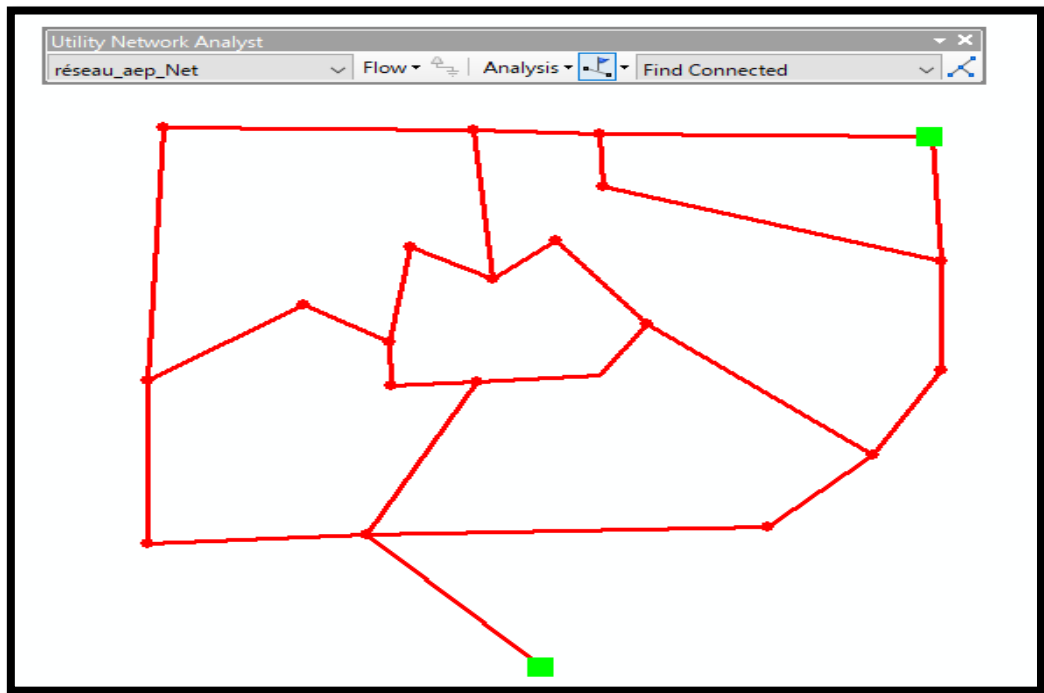 Utility Network Analyst
réseau_aep_Net Flow Analysis Find Connected